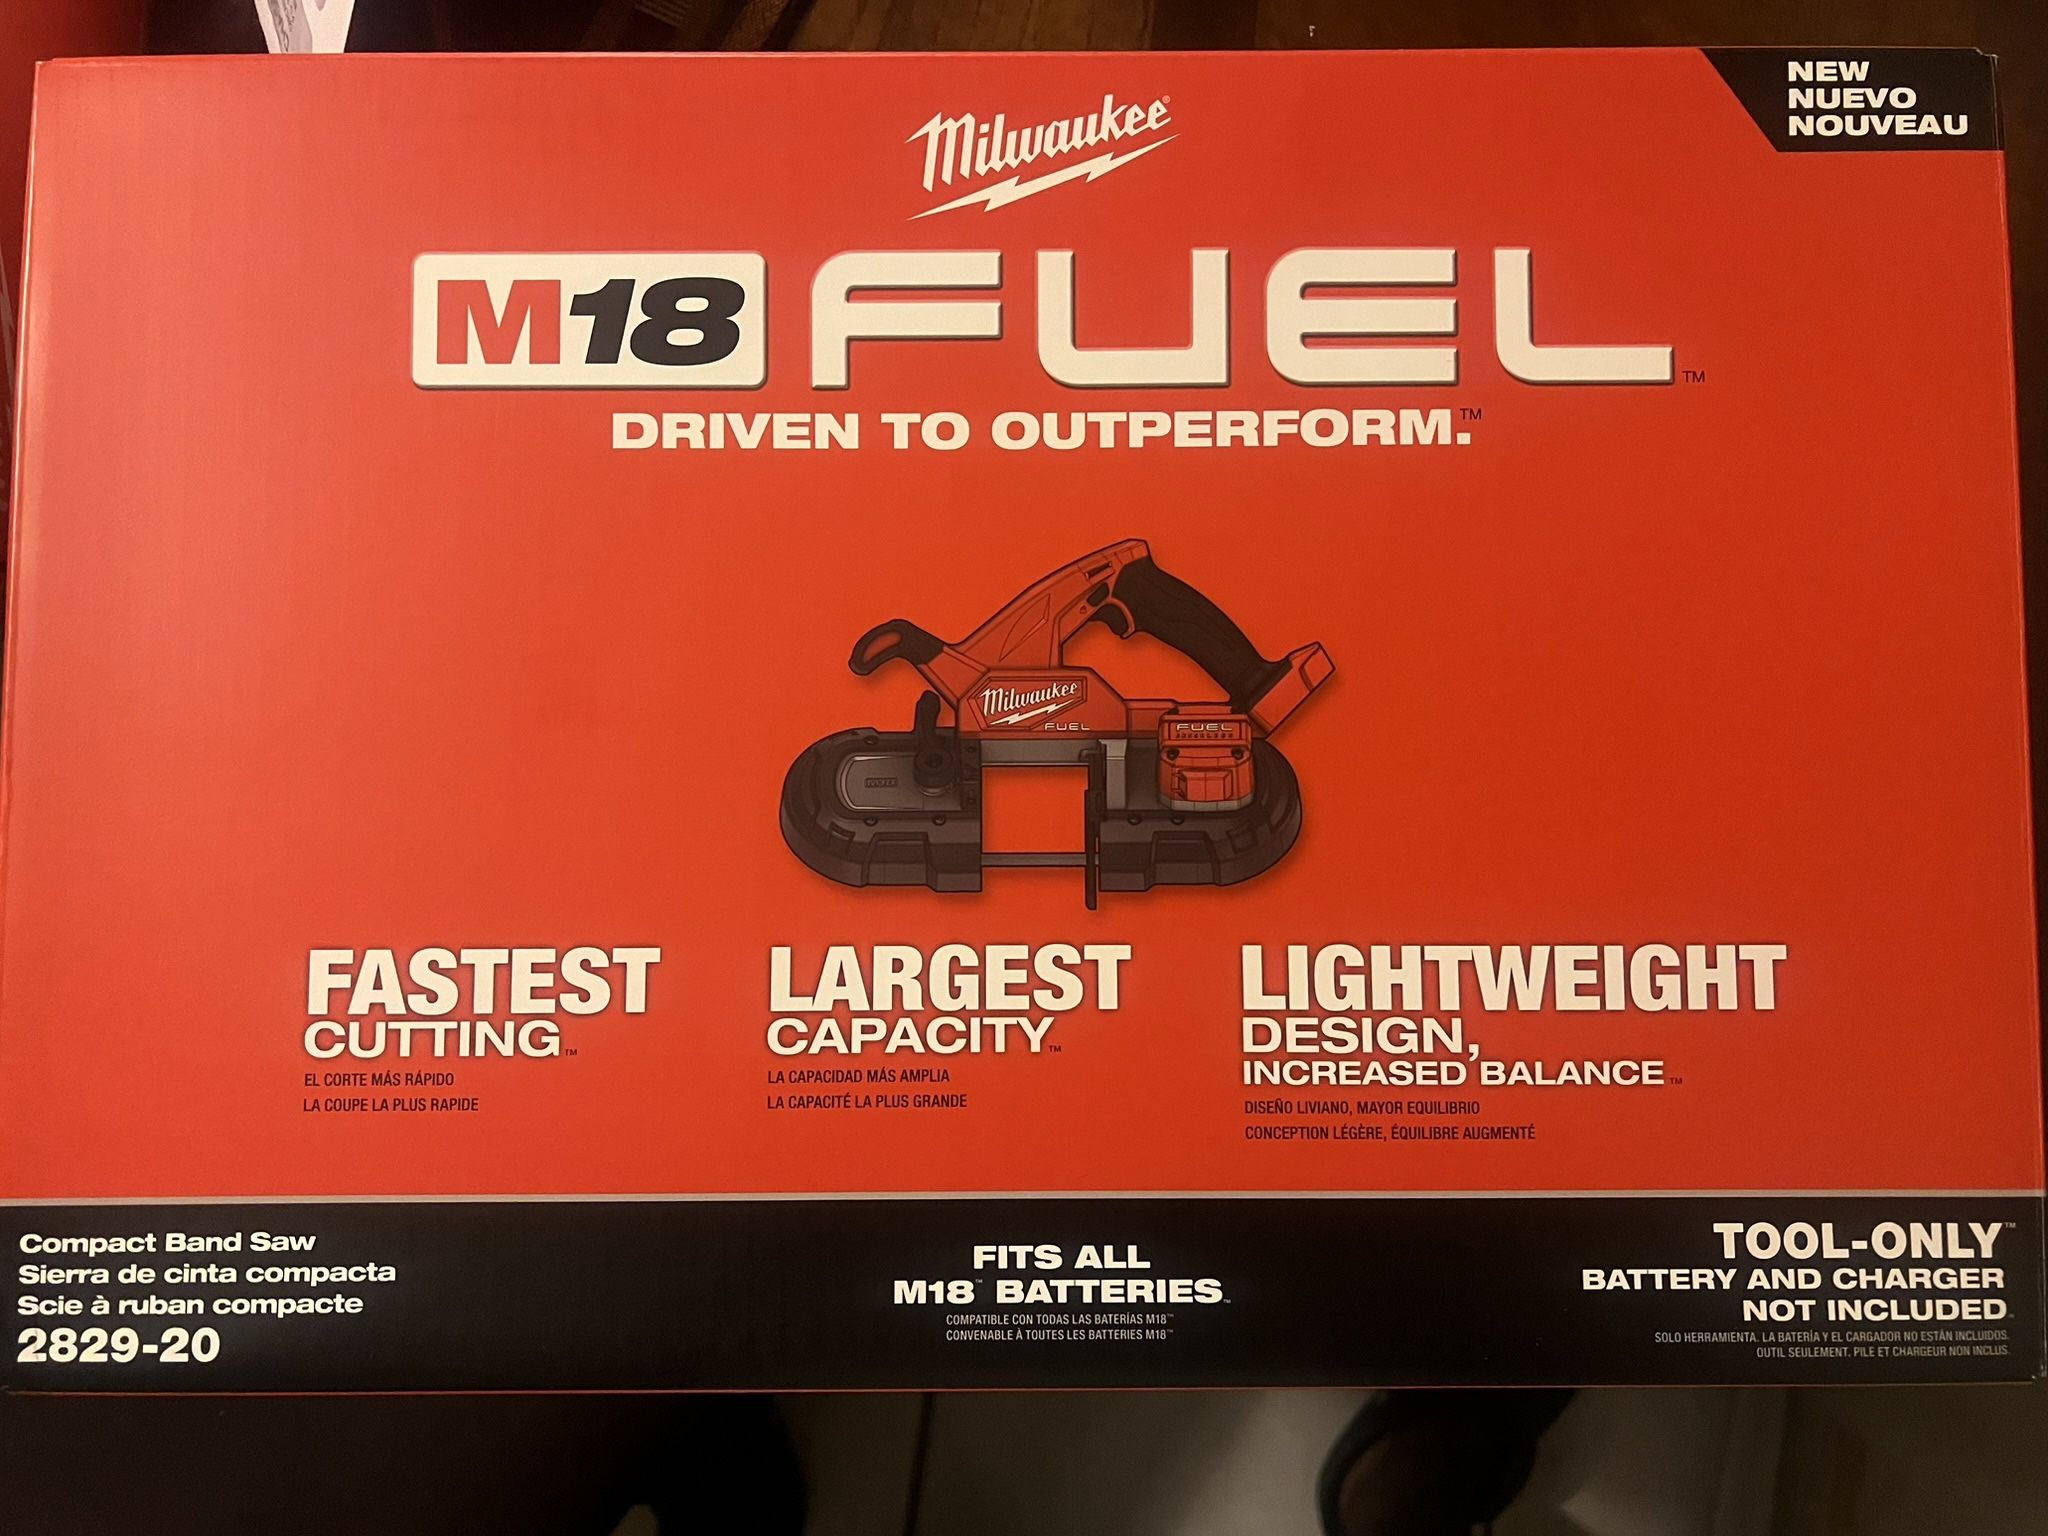 NEW
NUEVO
NOUVEAU
Milwaukee®
M18 FUEL™
DRIVEN TO OUTPERFORM.™
Milwaukee
FUEL
FUEL
FASTEST
CUTTING™
EL CORTE MÁS RÁPIDO
LA COUPE LA PLUS RAPIDE
LARGEST
CAPACITY™
LA CAPACIDAD MÁS AMPLIA
LA CAPACITÉ LA PLUS GRANDE
LIGHTWEIGHT
DESIGN,
INCREASED BALANCE™
DISEÑO LIVIANO, MAYOR EQUILIBRIO
CONCEPTION LÉGÈRE, ÉQUILIBRE AUGMENTÉ
Compact Band Saw
Sierra de cinta compacta
Scie à ruban compacte
2829-20
FITS ALL
M18™ BATTERIES™
COMPATIBLE CON TODAS LAS BATERÍAS M18™
CONVENABLE À TOUTES LES BATTERIES M18™
TOOL-ONLY™
BATTERY AND CHARGER
NOT INCLUDED™
SOLO HERRAMIENTA. LA BATERÍA Y EL CARGADOR NO ESTÁN INCLUIDOS.
OUTIL SEULEMENT, PILE ET CHARGEUR NON INCLUS.